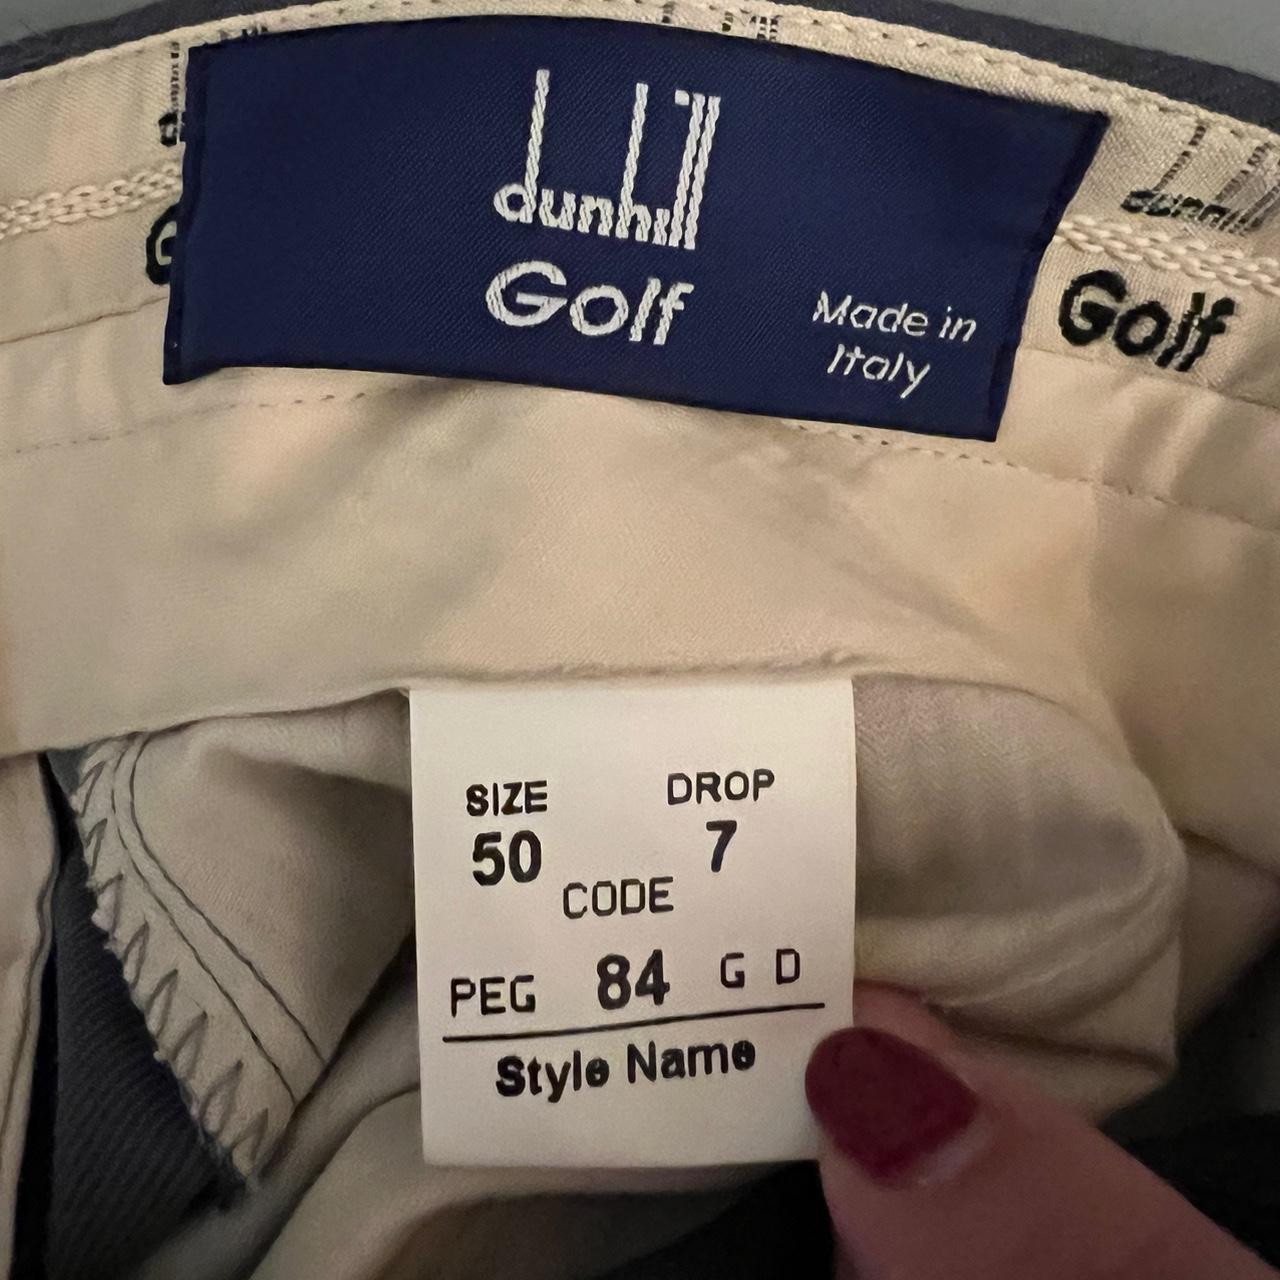 dunhill
Golf
Made in
Italy
dunhill
Golf
SIZE DROP
50 7
CODE
PEG 84 G D
Style Name